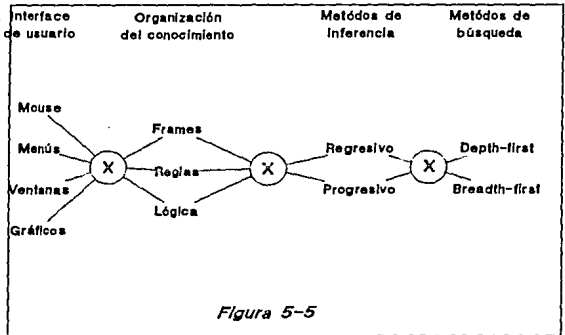 Interface
de usuario
Organización
del conocimiento
Metódos de
Inferencia
Metódos de
búsqueda
Mouse
Menús
Ventanas
Gráficos
X
Frames
Reglas
Lógica
X
Regresivo
Progresivo
X
Depth-first
Breadth-first
Figura 5-5